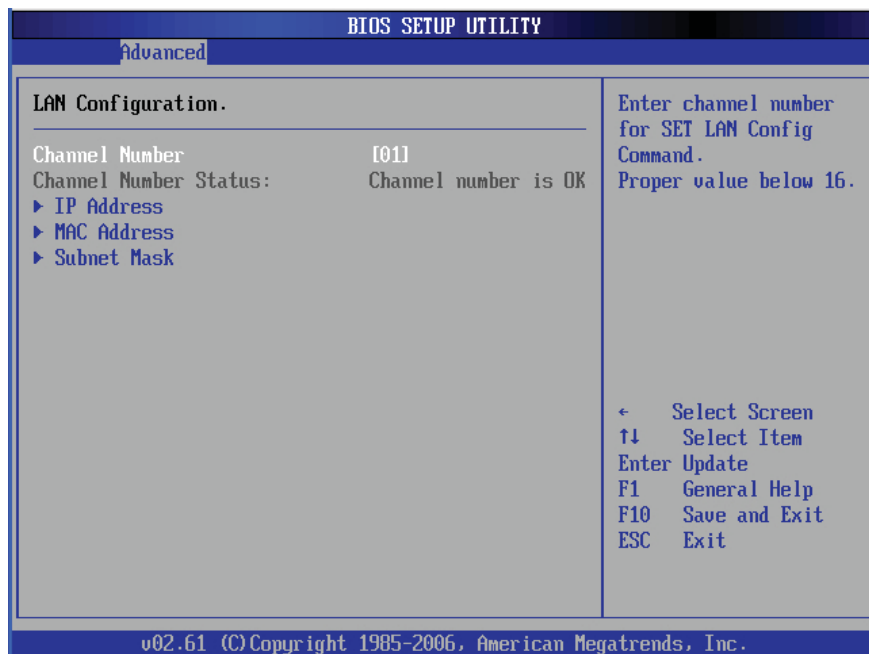 BIOS SETUP UTILITY
Advanced
LAN Configuration.
Channel Number [01]
Channel Number Status: Channel number is OK
▶ IP Address
▶ MAC Address
▶ Subnet Mask
Enter channel number
for SET LAN Config
Command.
Proper value below 16.
← Select Screen
↑↓ Select Item
Enter Update
F1 General Help
F10 Save and Exit
ESC Exit
v02.61 (C)Copyright 1985-2006, American Megatrends, Inc.